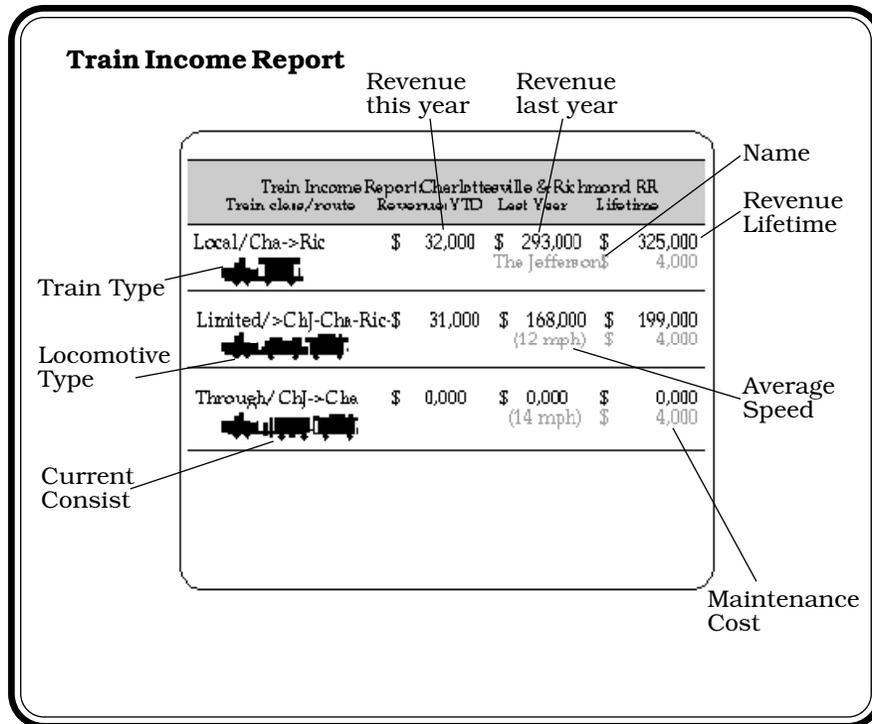 Train Income Report
Revenue this year
Revenue last year
Name
Revenue Lifetime
Train Income Report: Charlottesville & Richmond RR
Train class/route Revenue: YTD Last Year Lifetime
Local/Cha->Ric $ 32,000 $ 293,000 $ 325,000
The Jefferson $ 4,000
Train Type
Limited/>ChJ-Cha-Ric-$ 31,000 $ 168,000 $ 199,000
(12 mph) $ 4,000
Locomotive Type
Through/ChJ->Cha $ 0,000 $ 0,000 $ 0,000
(14 mph) $ 4,000
Average Speed
Current Consist
Maintenance Cost